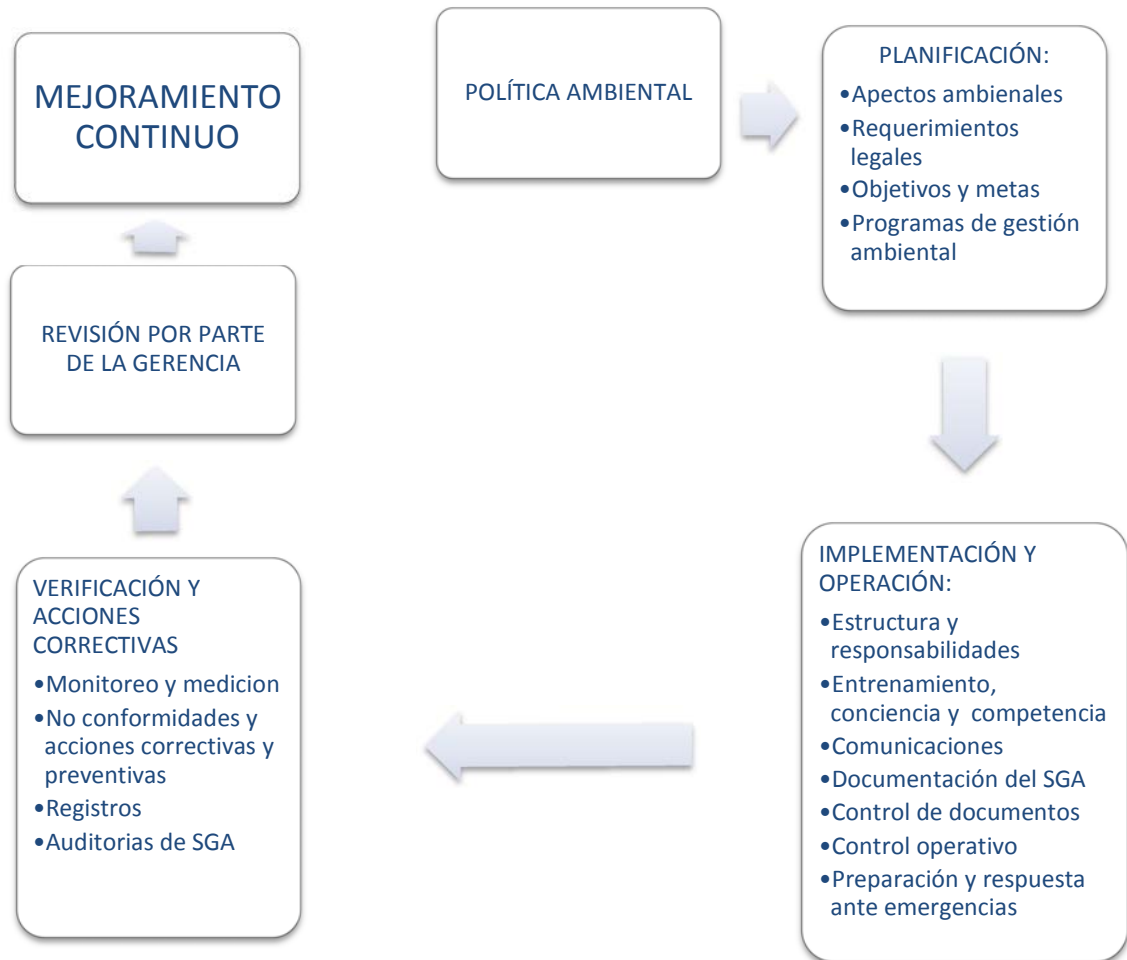 POLÍTICA AMBIENTAL
PLANIFICACIÓN:
•Apectos ambienales
•Requerimientos
legales
•Objetivos y metas
•Programas de gestión
ambiental
IMPLEMENTACIÓN Y
OPERACIÓN:
•Estructura y
responsabilidades
•Entrenamiento,
conciencia y competencia
•Comunicaciones
•Documentación del SGA
•Control de documentos
•Control operativo
•Preparación y respuesta
ante emergencias
VERIFICACIÓN Y
ACCIONES
CORRECTIVAS
•Monitoreo y medicion
•No conformidades y
acciones correctivas y
preventivas
•Registros
•Auditorias de SGA
REVISIÓN POR PARTE
DE LA GERENCIA
MEJORAMIENTO
CONTINUO